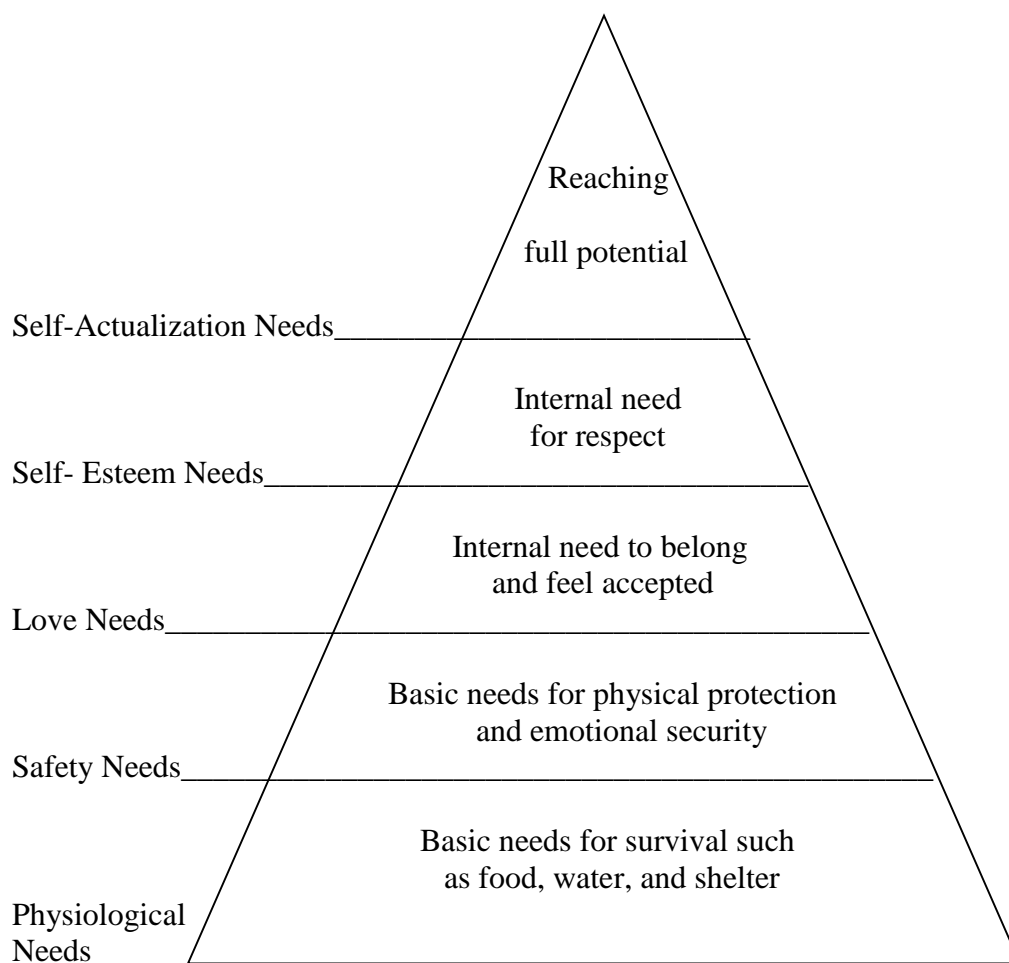 Reaching
full potential
Self-Actualization Needs
Internal need
for respect
Self- Esteem Needs
Internal need to belong
and feel accepted
Love Needs
Basic needs for physical protection
and emotional security
Safety Needs
Basic needs for survival such
as food, water, and shelter
Physiological
Needs